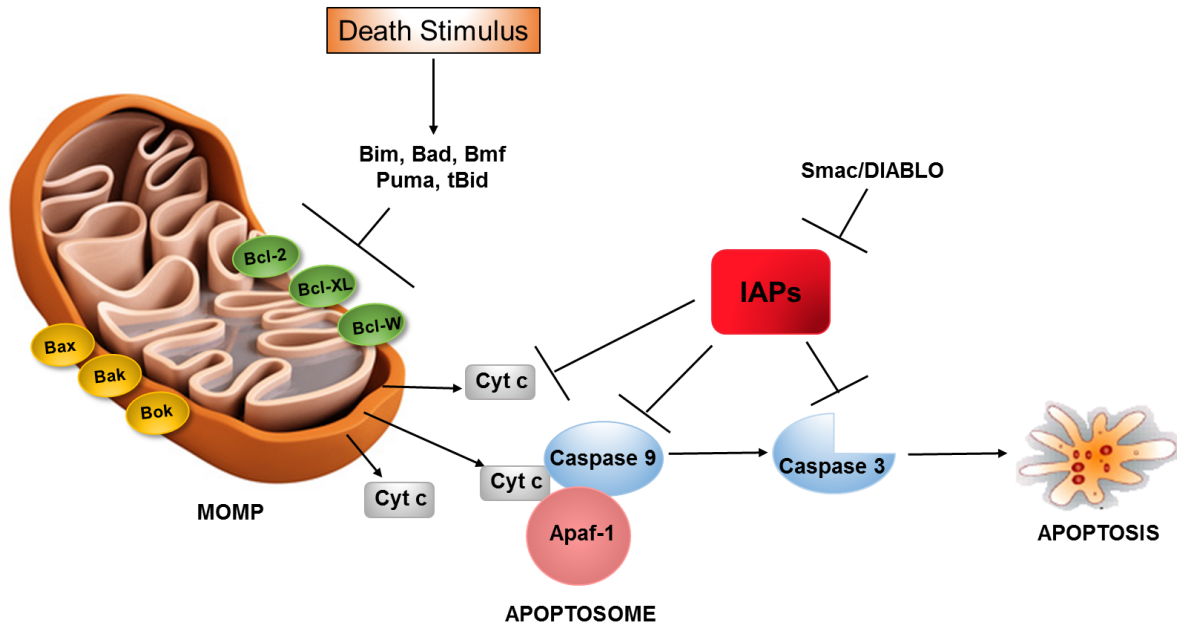 Death Stimulus
Bim, Bad, Bmf
Puma, tBid
Smac/DIABLO
Bcl-2
Bcl-XL
Bcl-W
IAPs
Bax
Bak
Bok
Cyt c
Caspase 9
Caspase 3
Cyt c
Cyt c
MOMP
Apaf-1
APOPTOSIS
APOPTOSOME